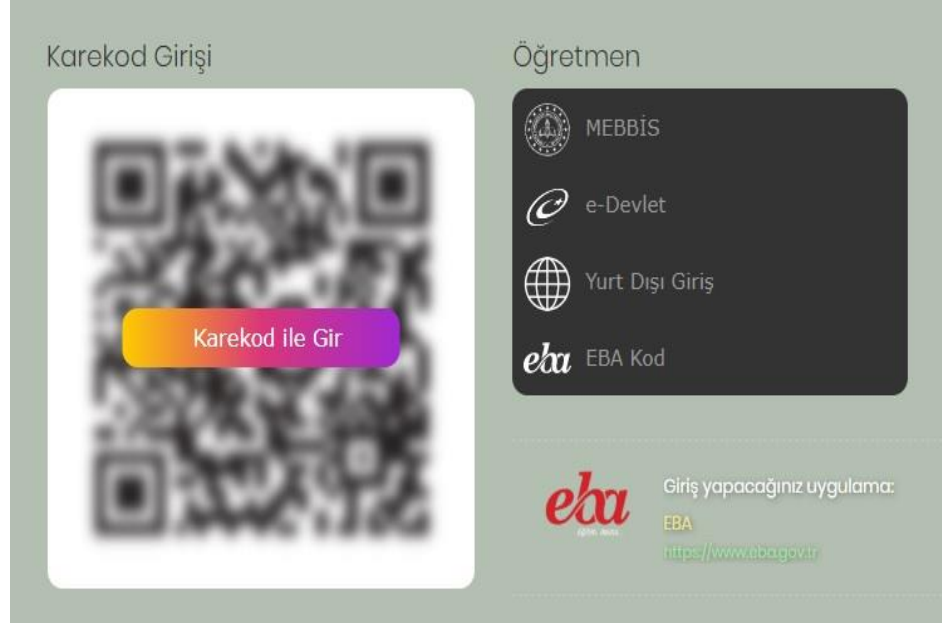 Karekod Girişi
Karekod ile Gir
Öğretmen
MEBBİS
e-Devlet
Yurt Dışı Giriş
eba EBA Kod
eba
Giriş yapacağınız uygulama:
EBA
https://www.eba.gov.tr